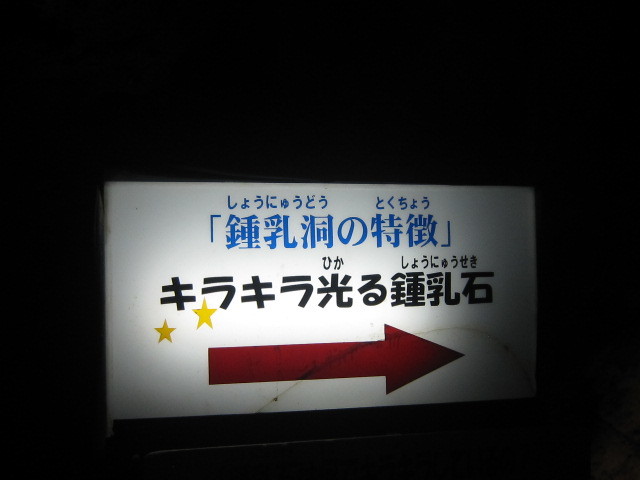 しょうにゅうどう とくちょう
「鍾乳洞の特徴」
ひか しょうにゅうせき
キラキラ光る鍾乳石